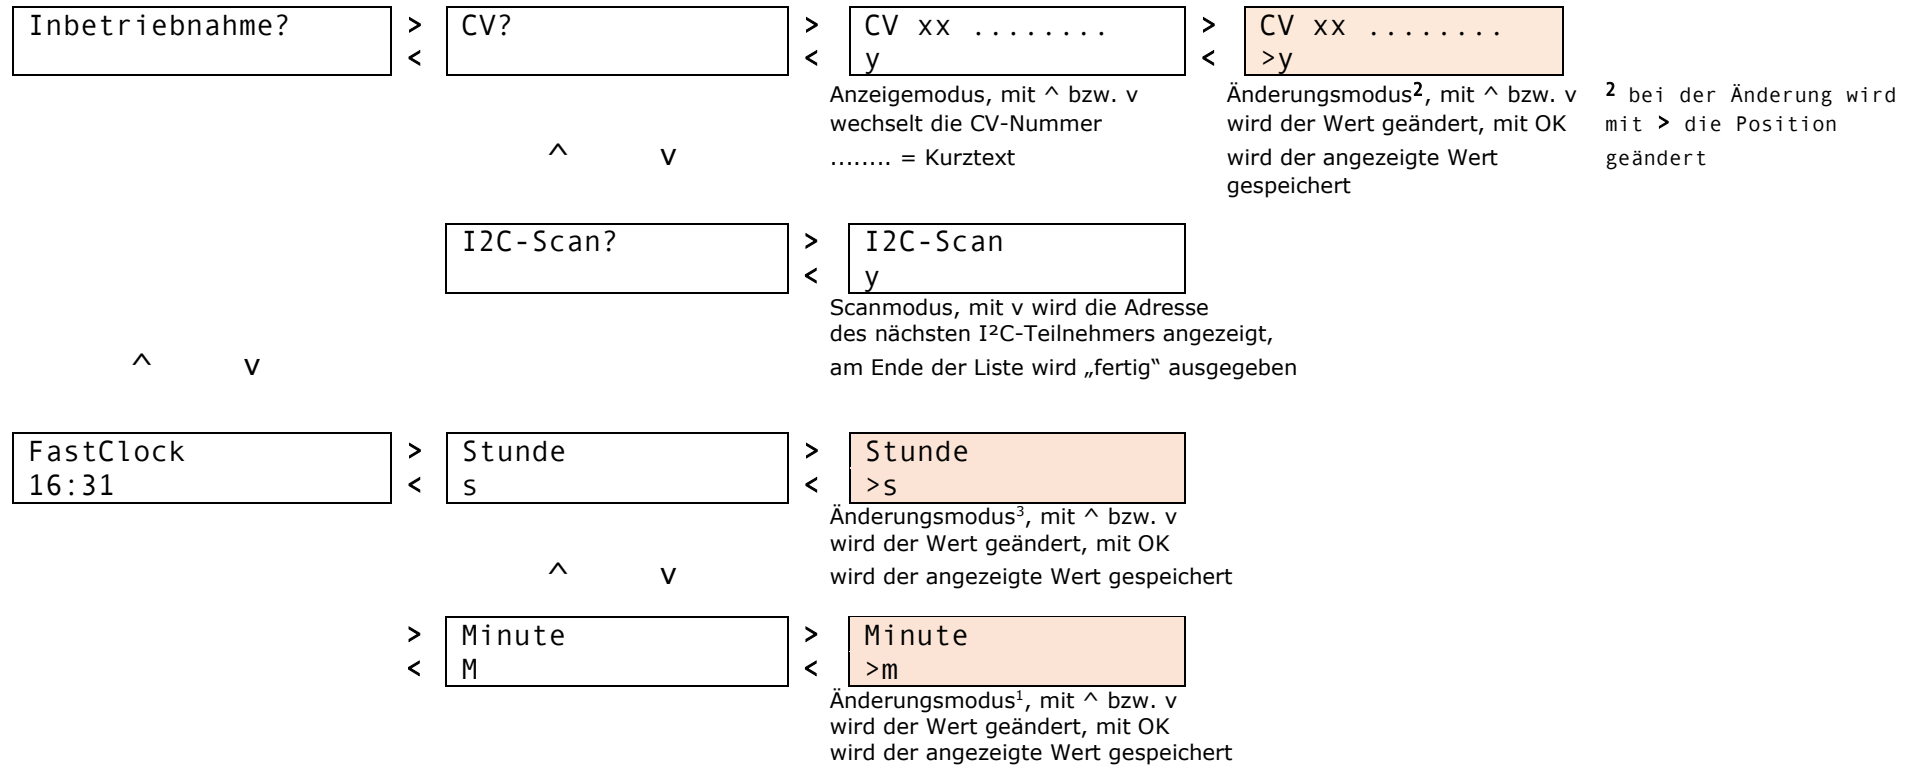 Inbetriebnahme? > CV? > CV xx ........ > CV xx ........
< < y < >y
Anzeigemodus, mit ^ bzw. v
wechselt die CV-Nummer
........ = Kurztext
Änderungsmodus², mit ^ bzw. v
wird der Wert geändert, mit OK
wird der angezeigte Wert
gespeichert
² bei der Änderung wird
mit > die Position
geändert
^ v
I2C-Scan? > I2C-Scan
< y
Scanmodus, mit v wird die Adresse
des nächsten I²C-Teilnehmers angezeigt,
am Ende der Liste wird „fertig“ ausgegeben
^ v
FastClock > Stunde > Stunde
16:31 < s < >s
Änderungsmodus³, mit ^ bzw. v
wird der Wert geändert, mit OK
wird der angezeigte Wert gespeichert
^ v
> Minute > Minute
< M < >m
Änderungsmodus¹, mit ^ bzw. v
wird der Wert geändert, mit OK
wird der angezeigte Wert gespeichert